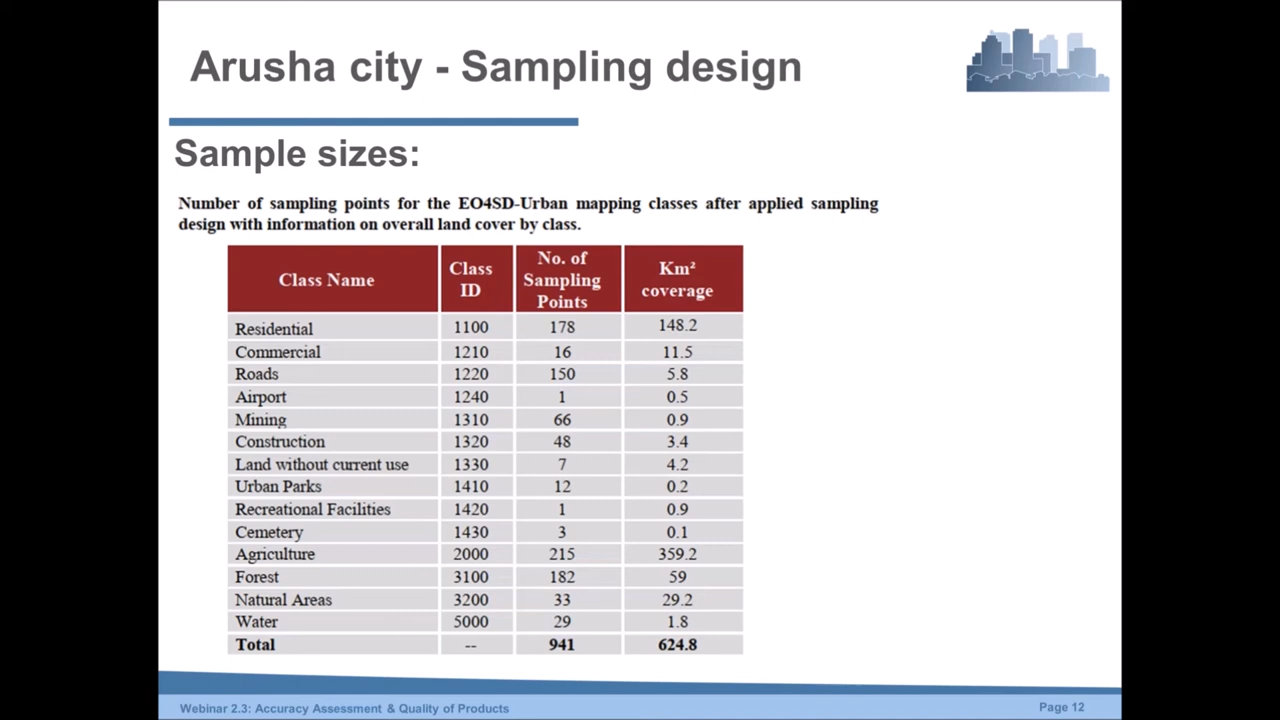 Arusha city - Sampling design
Sample sizes:
Number of sampling points for the EO4SD-Urban mapping classes after applied sampling
design with information on overall land cover by class.
Class Name Class ID No. of Sampling Points Km² coverage
Residential 1100 178 148.2
Commercial 1210 16 11.5
Roads 1220 150 5.8
Airport 1240 1 0.5
Mining 1310 66 0.9
Construction 1320 48 3.4
Land without current use 1330 7 4.2
Urban Parks 1410 12 0.2
Recreational Facilities 1420 1 0.9
Cemetery 1430 3 0.1
Agriculture 2000 215 359.2
Forest 3100 182 59
Natural Areas 3200 33 29.2
Water 5000 29 1.8
Total -- 941 624.8
Webinar 2.3: Accuracy Assessment & Quality of Products Page 12